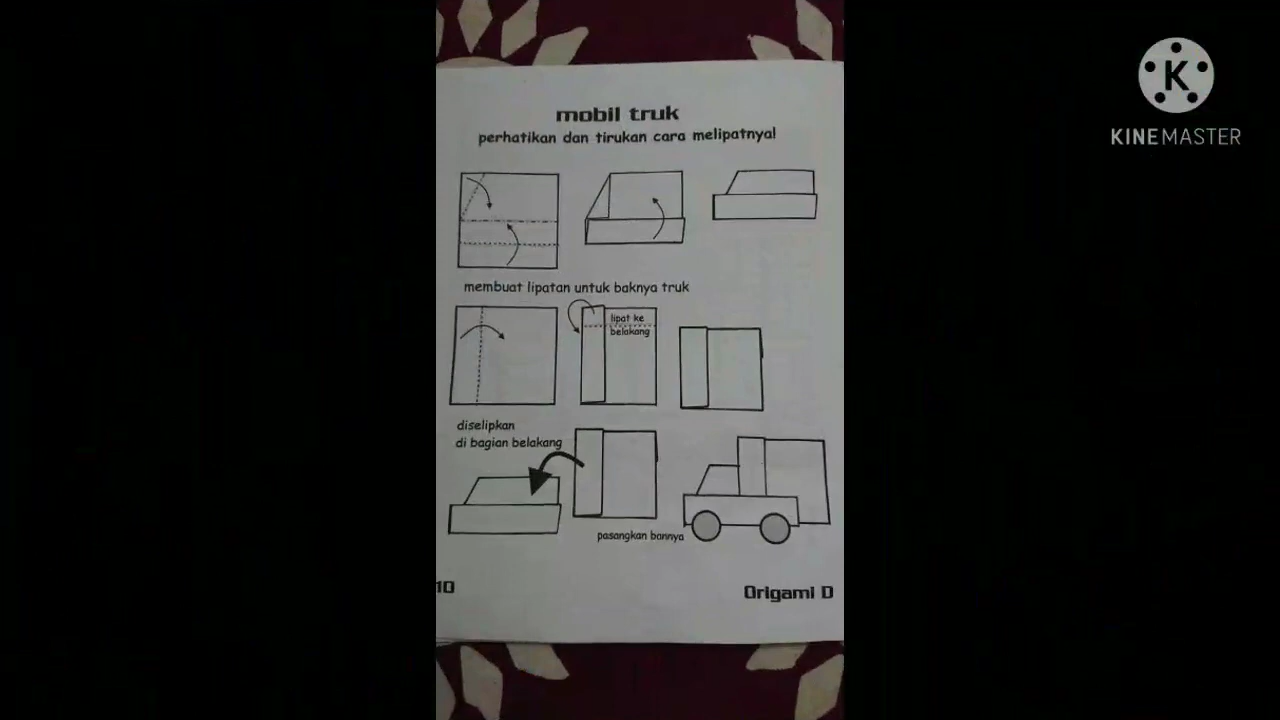 mobil truk
perhatikan dan tirukan cara melipatnya!
membuat lipatan untuk baknya truk
lipat ke
belakang
diselipkan
di bagian belakang
pasangkan bannya
10
Origami D
K
KINEMASTER